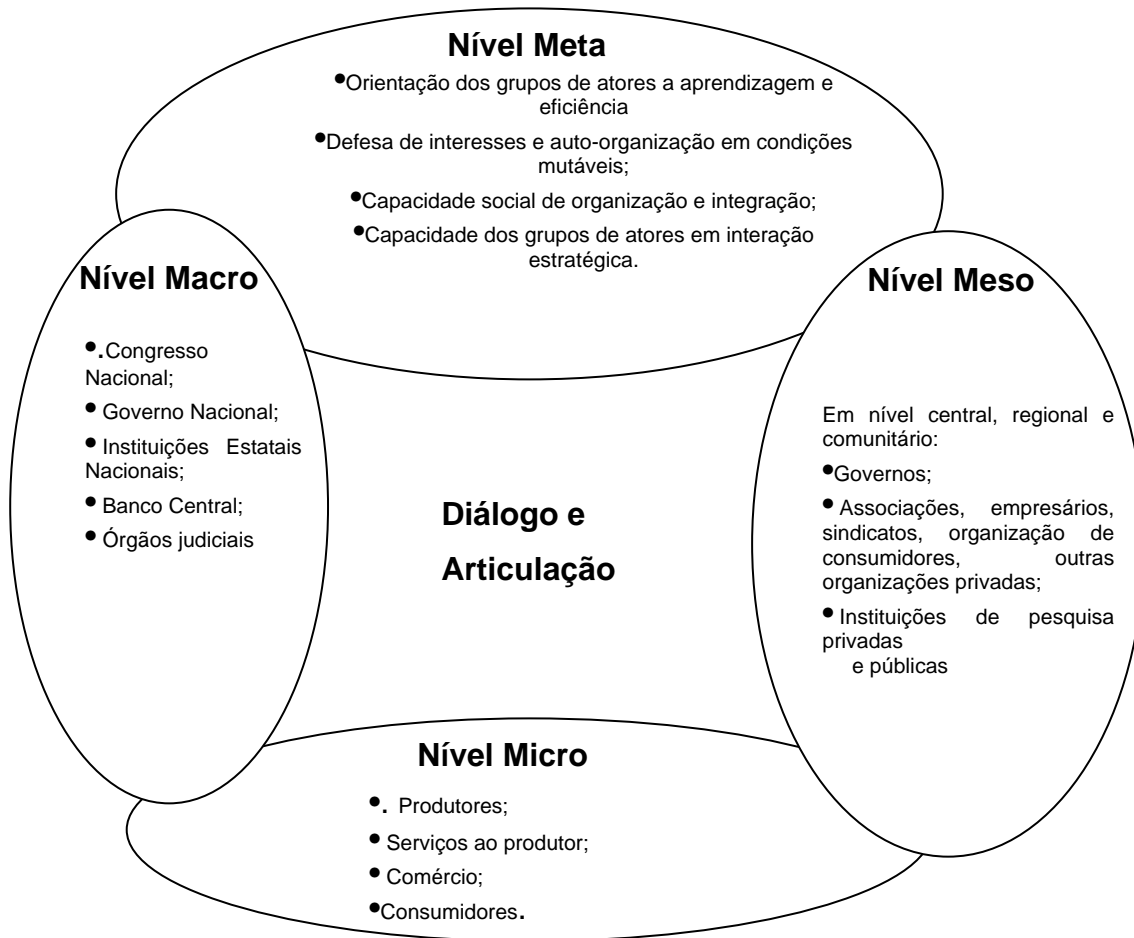 Nível Meta
•Orientação dos grupos de atores a aprendizagem e
eficiência
•Defesa de interesses e auto-organização em condições
mutáveis;
•Capacidade social de organização e integração;
•Capacidade dos grupos de atores em interação
estratégica.
Nível Macro
•.Congresso
Nacional;
• Governo Nacional;
• Instituições Estatais
Nacionais;
• Banco Central;
• Órgãos judiciais
Diálogo e
Articulação
Nível Meso
Em nível central, regional e
comunitário:
•Governos;
• Associações, empresários,
sindicatos, organização de
consumidores, outras
organizações privadas;
• Instituições de pesquisa
privadas
e públicas
Nível Micro
•. Produtores;
• Serviços ao produtor;
• Comércio;
•Consumidores.